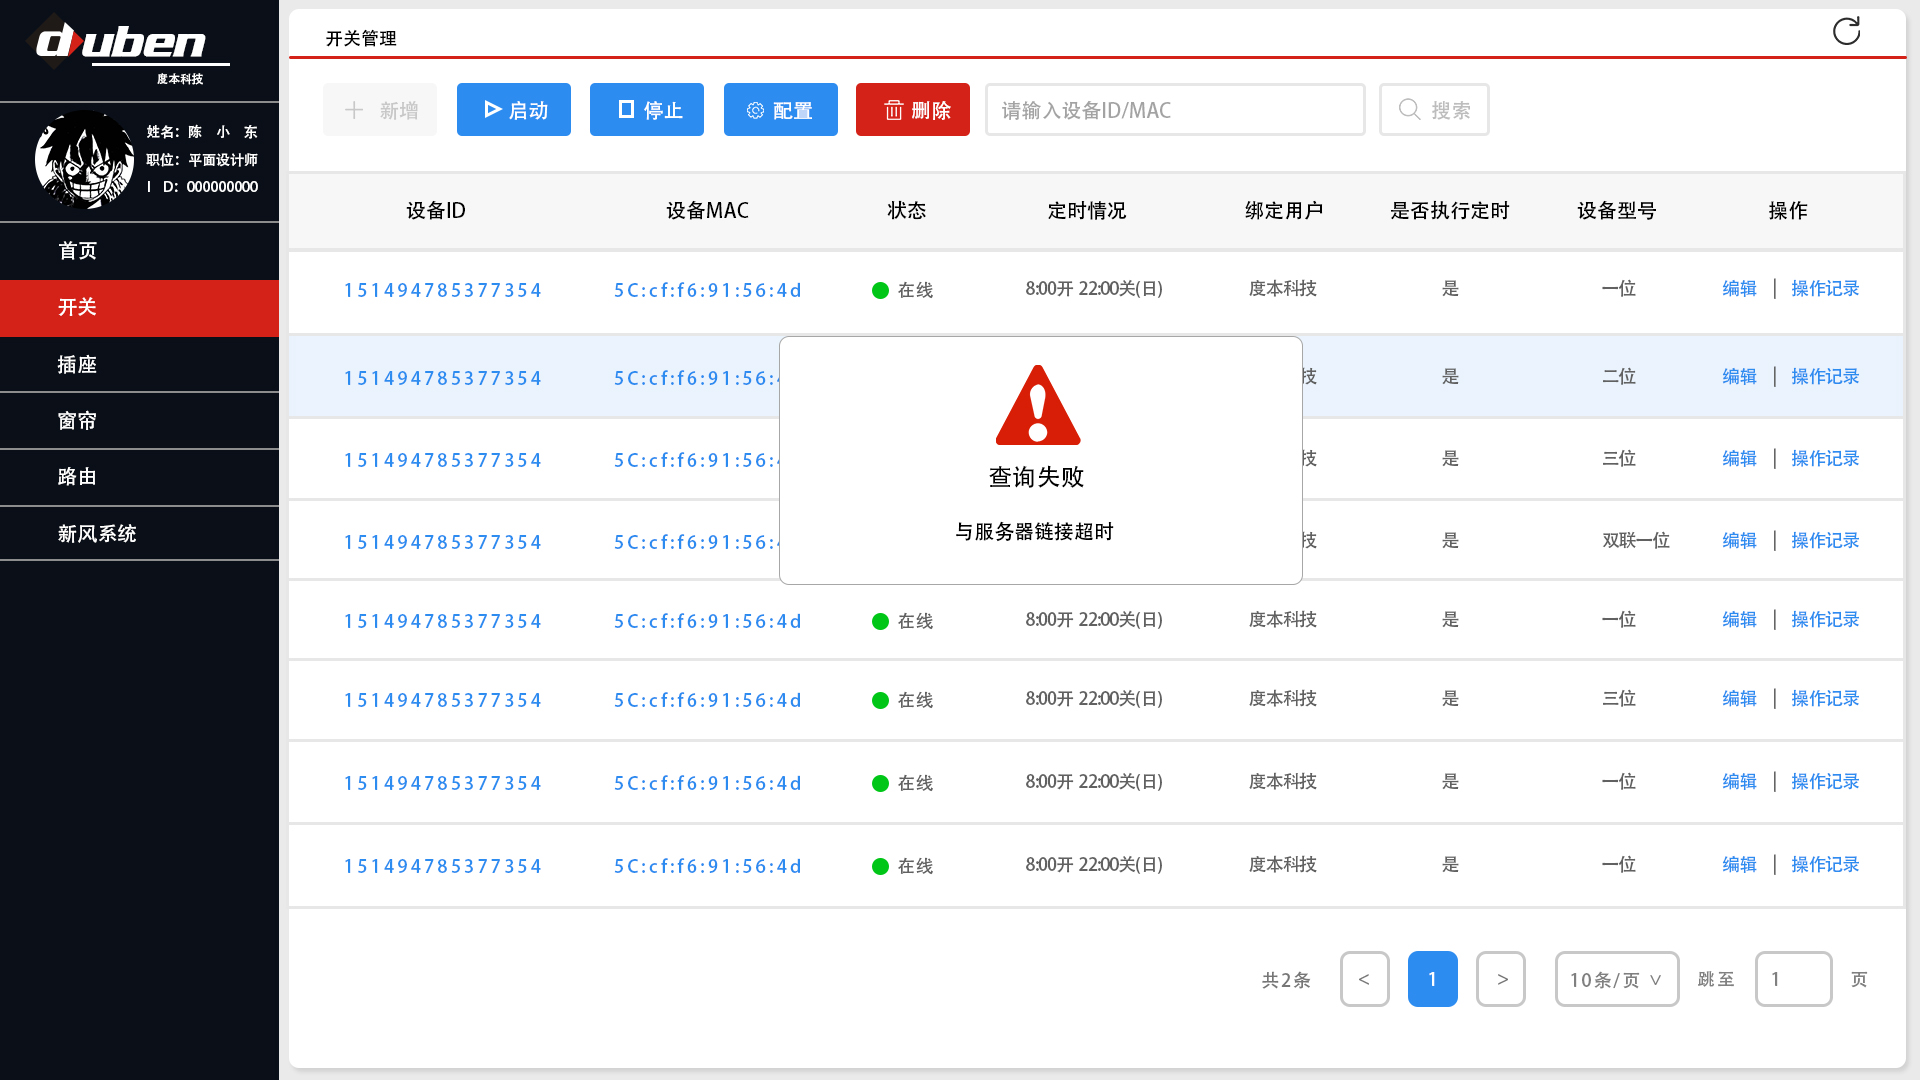 duben
度本科技
姓名：陈 小 东
职位：平面设计师
I D：000000000
首页
开关
插座
窗帘
路由
新风系统
开关管理
新增 启动 停止 配置 删除 请输入设备ID/MAC 搜索
设备ID 设备MAC 状态 定时情况 绑定用户 是否执行定时 设备型号 操作
151494785377354 5C:cf:f6:91:56:4d 在线 8:00开 22:00关(日) 度本科技 是 一位 编辑 | 操作记录
151494785377354 5C:cf:f6:91:56: 技 是 二位 编辑 | 操作记录
151494785377354 5C:cf:f6:91:56: 技 是 三位 编辑 | 操作记录
151494785377354 5C:cf:f6:91:56: 技 是 双联一位 编辑 | 操作记录
查询失败
与服务器链接超时
151494785377354 5C:cf:f6:91:56:4d 在线 8:00开 22:00关(日) 度本科技 是 一位 编辑 | 操作记录
151494785377354 5C:cf:f6:91:56:4d 在线 8:00开 22:00关(日) 度本科技 是 三位 编辑 | 操作记录
151494785377354 5C:cf:f6:91:56:4d 在线 8:00开 22:00关(日) 度本科技 是 一位 编辑 | 操作记录
151494785377354 5C:cf:f6:91:56:4d 在线 8:00开 22:00关(日) 度本科技 是 一位 编辑 | 操作记录
共2条 < 1 > 10条/页 ∨ 跳至 1 页